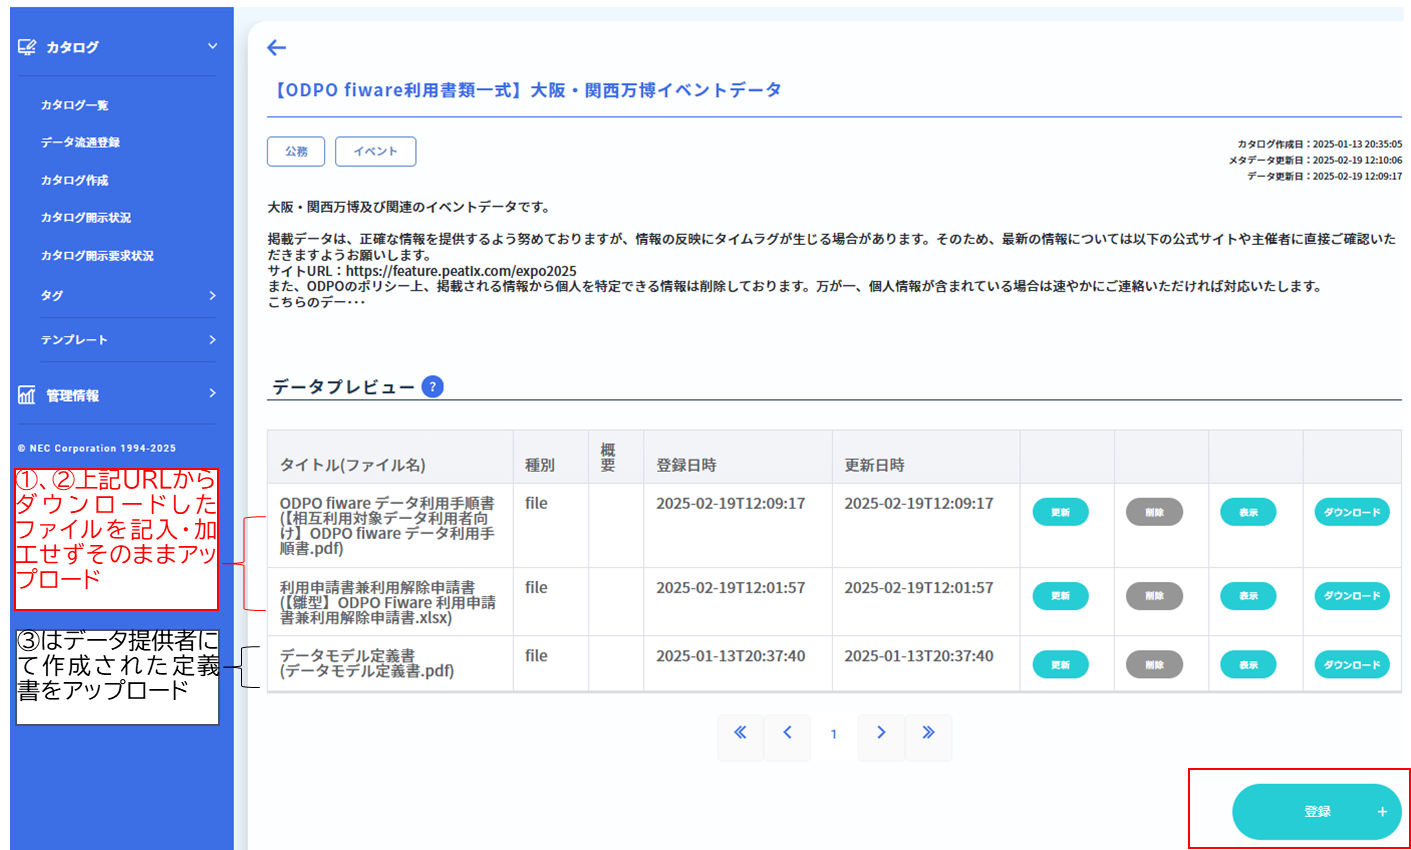 カタログ
カタログ一覧
データ流通登録
カタログ作成
カタログ開示状況
カタログ開示要求状況
タグ
テンプレート
管理情報
© NEC Corporation 1994-2025
①、②上記URLから
ダウンロードした
ファイルを記入・加
工せずそのままアッ
プロード
③はデータ提供者に
て作成された定義
書をアップロード
【ODPO fiware利用書類一式】大阪・関西万博イベントデータ
公務 イベント
カタログ作成日：2025-01-13 20:35:05
メタデータ更新日：2025-02-19 12:10:06
データ更新日：2025-02-19 12:09:17
大阪・関西万博及び関連のイベントデータです。
掲載データは、正確な情報を提供するよう努めておりますが、情報の反映にタイムラグが生じる場合があります。そのため、最新の情報については以下の公式サイトや主催者に直接ご確認いた
だきますようお願いします。
サイトURL：https://feature.peatix.com/expo2025
また、ODPOのポリシー上、掲載される情報から個人を特定できる情報は削除しております。万が一、個人情報が含まれている場合は速やかにご連絡いただければ対応いたします。
こちらのデー･･･
データプレビュー ?
タイトル(ファイル名) 種別 概要 登録日時 更新日時
ODPO fiware データ利用手順書 file 2025-02-19T12:09:17 2025-02-19T12:09:17 更新 削除 表示 ダウンロード
(【相互利用対象データ利用者向
け】ODPO fiware データ利用手
順書.pdf)
利用申請書兼利用解除申請書 file 2025-02-19T12:01:57 2025-02-19T12:01:57 更新 削除 表示 ダウンロード
(【雛型】ODPO Fiware 利用申請
書兼利用解除申請書.xlsx)
データモデル定義書 file 2025-01-13T20:37:40 2025-01-13T20:37:40 更新 削除 表示 ダウンロード
(データモデル定義書.pdf)
1
登録 +